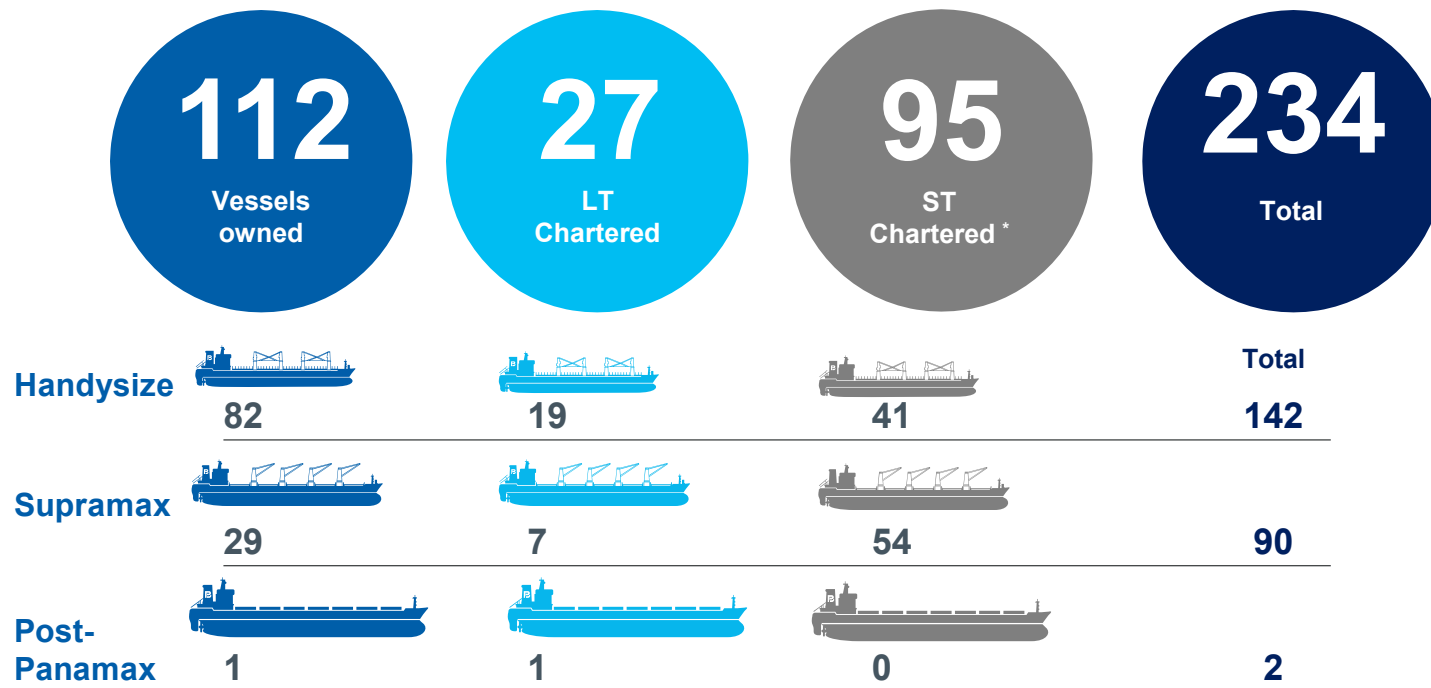 112
Vessels
owned
27
LT
Chartered
95
ST
Chartered *
234
Total
Total
Handysize
82
19
41
142
Supramax
29
7
54
90
Post-
Panamax
1
1
0
2